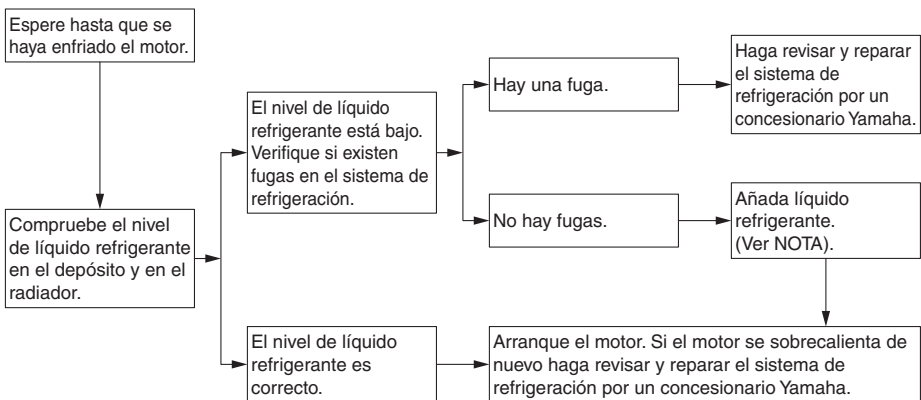 Espere hasta que se
haya enfriado el motor.
Compruebe el nivel
de líquido refrigerante
en el depósito y en el
radiador.
El nivel de líquido
refrigerante está bajo.
Verifique si existen
fugas en el sistema de
refrigeración.
Hay una fuga.
Haga revisar y reparar
el sistema de
refrigeración por un
concesionario Yamaha.
No hay fugas.
Añada líquido
refrigerante.
(Ver NOTA).
El nivel de líquido
refrigerante es
correcto.
Arranque el motor. Si el motor se sobrecalienta de
nuevo haga revisar y reparar el sistema de
refrigeración por un concesionario Yamaha.